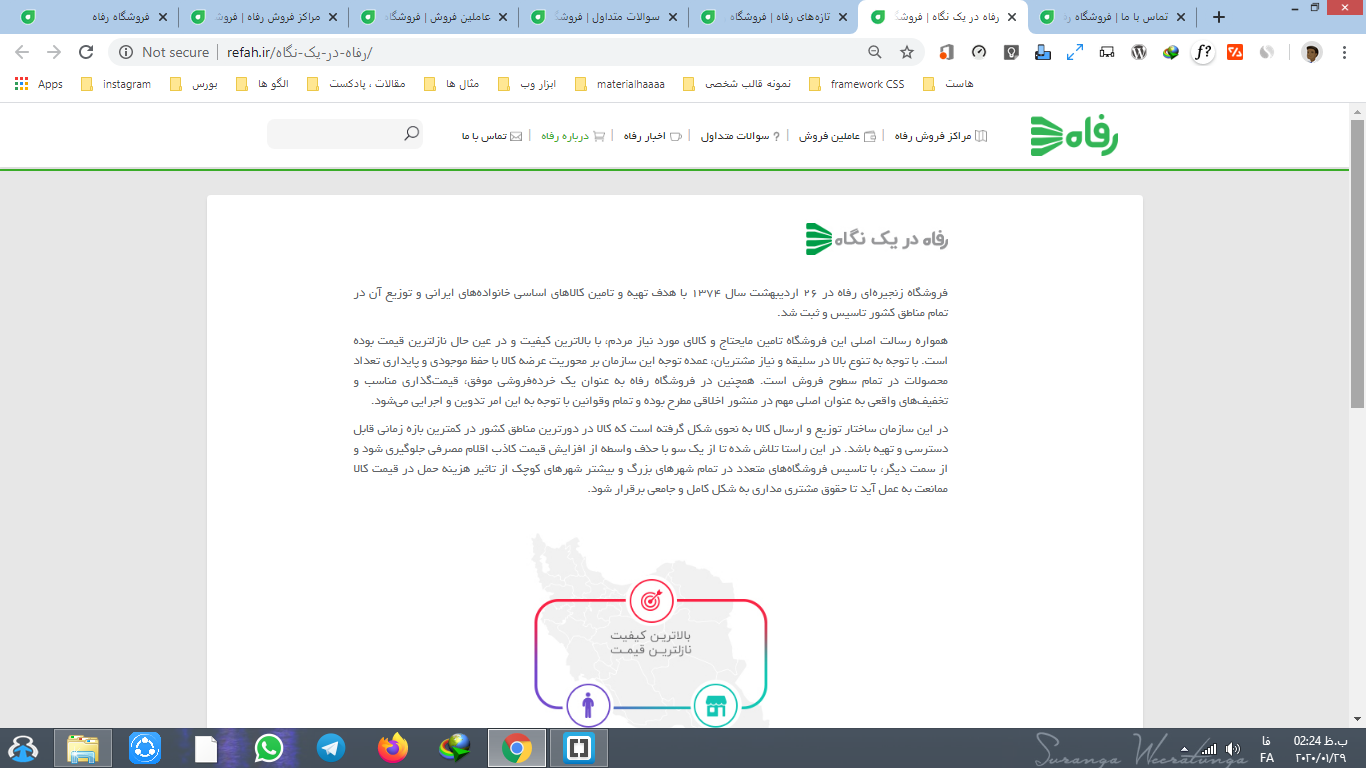 فروشگاه رفاه
مراکز فروش رفاه | فروش
عاملین فروش | فروشگاه
سوالات متداول | فروشگ
تازه‌های رفاه | فروشگاه
رفاه در یک نگاه | فروشگ
تماس با ما | فروشگاه رف
Not secure | refah.ir/رفاه-در-یک-نگاه/
Apps instagram بورس الگو ها مقالات ، پادکست مثال ها ابزار وب materialhaaaa نمونه قالب شخصی framework CSS هاست
رفاه
مراکز فروش رفاه | عاملین فروش | سوالات متداول | اخبار رفاه | درباره رفاه | تماس با ما
رفاه در یک نگاه
فروشگاه زنجیره‌ای رفاه در ۲۶ اردیبهشت سال ۱۳۷۴ با هدف تهیه و تامین کالاهای اساسی خانواده‌های ایرانی و توزیع آن در
تمام مناطق کشور تاسیس و ثبت شد.
همواره رسالت اصلی این فروشگاه تامین مایحتاج و کالای مورد نیاز مردم، با بالاترین کیفیت و در عین حال نازلترین قیمت بوده
است. با توجه به تنوع بالا در سلیقه و نیاز مشتریان، عمده توجه این سازمان بر محوریت عرضه کالا با حفظ موجودی و پایداری تعداد
محصولات در تمام سطوح فروش است. همچنین در فروشگاه رفاه به عنوان یک خرده‌فروشی موفق، قیمت‌گذاری مناسب و
تخفیف‌های واقعی به عنوان اصلی مهم در منشور اخلاقی مطرح بوده و تمام وقوانین با توجه به این امر تدوین و اجرایی می‌شود.
در این سازمان ساختار توزیع و ارسال کالا به نحوی شکل گرفته است که کالا در دورترین مناطق کشور در کمترین بازه زمانی قابل
دسترسی و تهیه باشد. در این راستا تلاش شده تا از یک سو با حذف واسطه از افزایش قیمت کاذب اقلام مصرفی جلوگیری شود و
از سمت دیگر، با تاسیس فروشگاه‌های متعدد در تمام شهرهای بزرگ و بیشتر شهرهای کوچک از تاثیر هزینه حمل در قیمت کالا
ممانعت به عمل آید تا حقوق مشتری مداری به شکل کامل و جامعی برقرار شود.
بالاترین کیفیت
نازلترین قیمت
Suranga Weeratunga
فا
FA
02:24 ب.ظ
۲۰۲۰/۰۱/۲۹